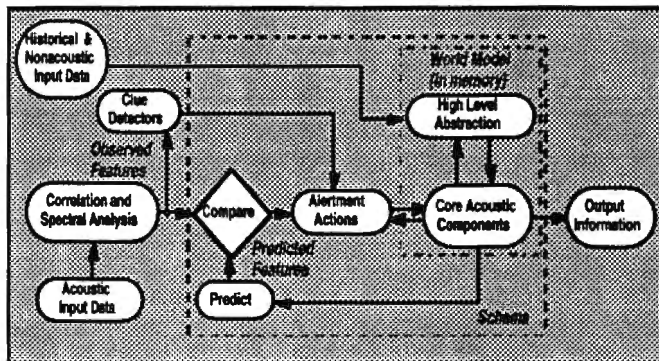 Historical &
Nonacoustic
Input Data
World Model
(in memory)
High Level
Abstraction
Clue
Detectors
Observed
Features
Correlation and
Spectral Analysis
Compare
Alertment
Actions
Core Acoustic
Components
Output
Information
Predicted
Features
Acoustic
Input Data
Predict
Schema